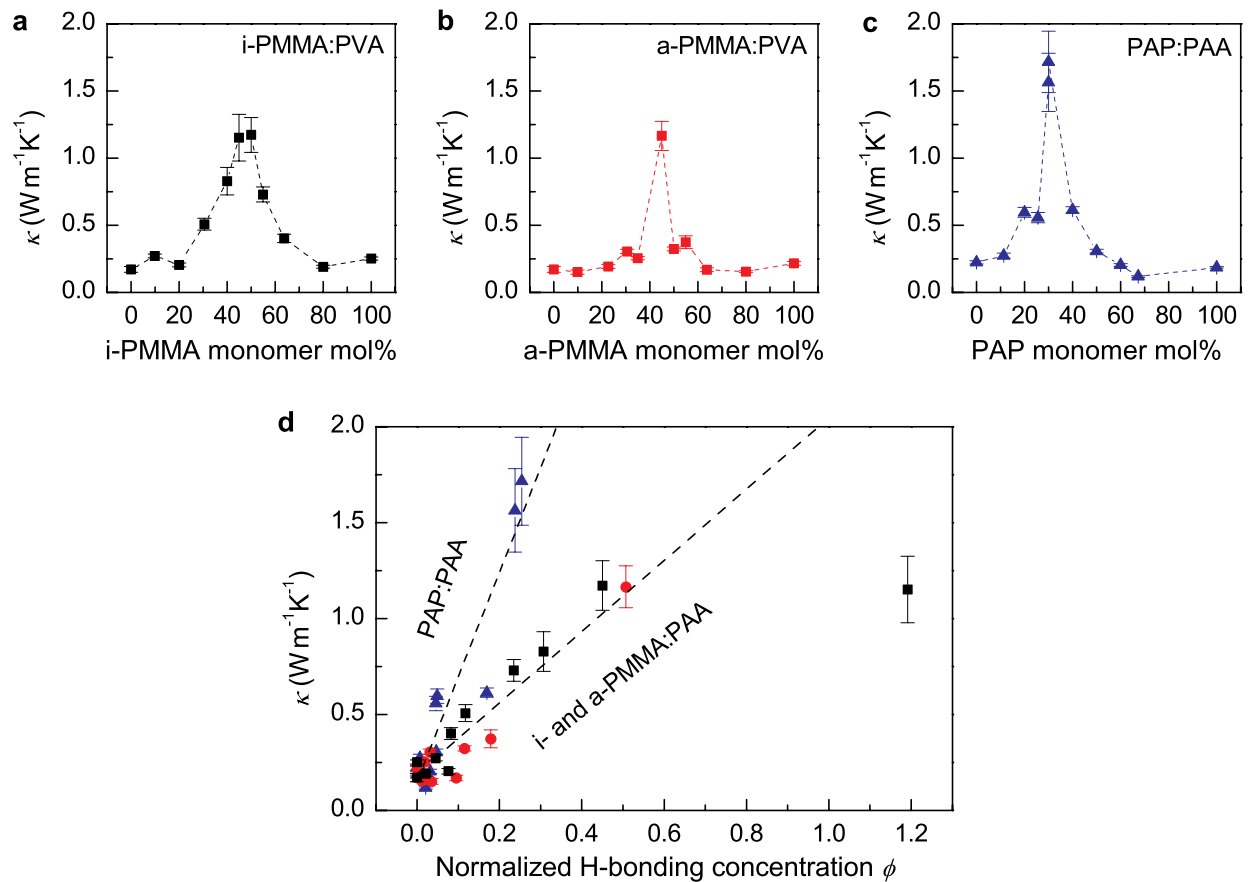 a
i-PMMA:PVA
κ (W m⁻¹K⁻¹)
2.0
1.5
1.0
0.5
0.0
0 20 40 60 80 100
i-PMMA monomer mol%
b
a-PMMA:PVA
κ (W m⁻¹K⁻¹)
2.0
1.5
1.0
0.5
0.0
0 20 40 60 80 100
a-PMMA monomer mol%
c
PAP:PAA
κ (W m⁻¹K⁻¹)
2.0
1.5
1.0
0.5
0.0
0 20 40 60 80 100
PAP monomer mol%
d
κ (W m⁻¹K⁻¹)
2.0
1.5
1.0
0.5
0.0
PAP:PAA
i- and a-PMMA:PAA
0.0 0.2 0.4 0.6 0.8 1.0 1.2
Normalized H-bonding concentration ϕ